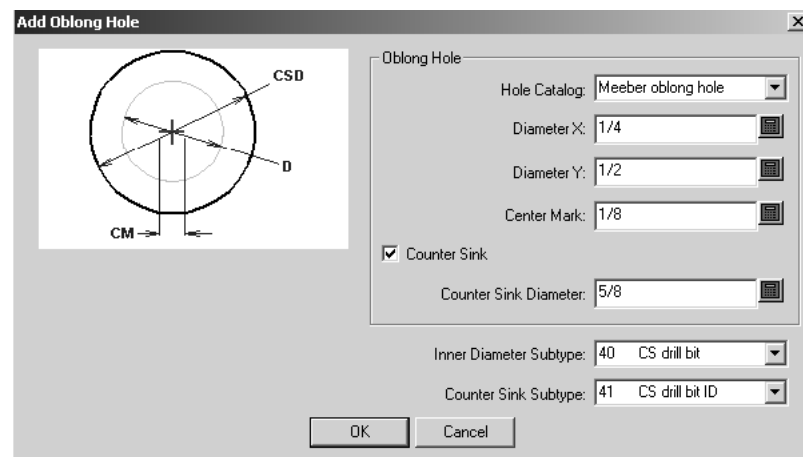 Add Oblong Hole
CSD
D
CM
Oblong Hole
Hole Catalog: Meeber oblong hole
Diameter X: 1/4
Diameter Y: 1/2
Center Mark: 1/8
Counter Sink
Counter Sink Diameter: 5/8
Inner Diameter Subtype: 40 CS drill bit
Counter Sink Subtype: 41 CS drill bit ID
OK Cancel